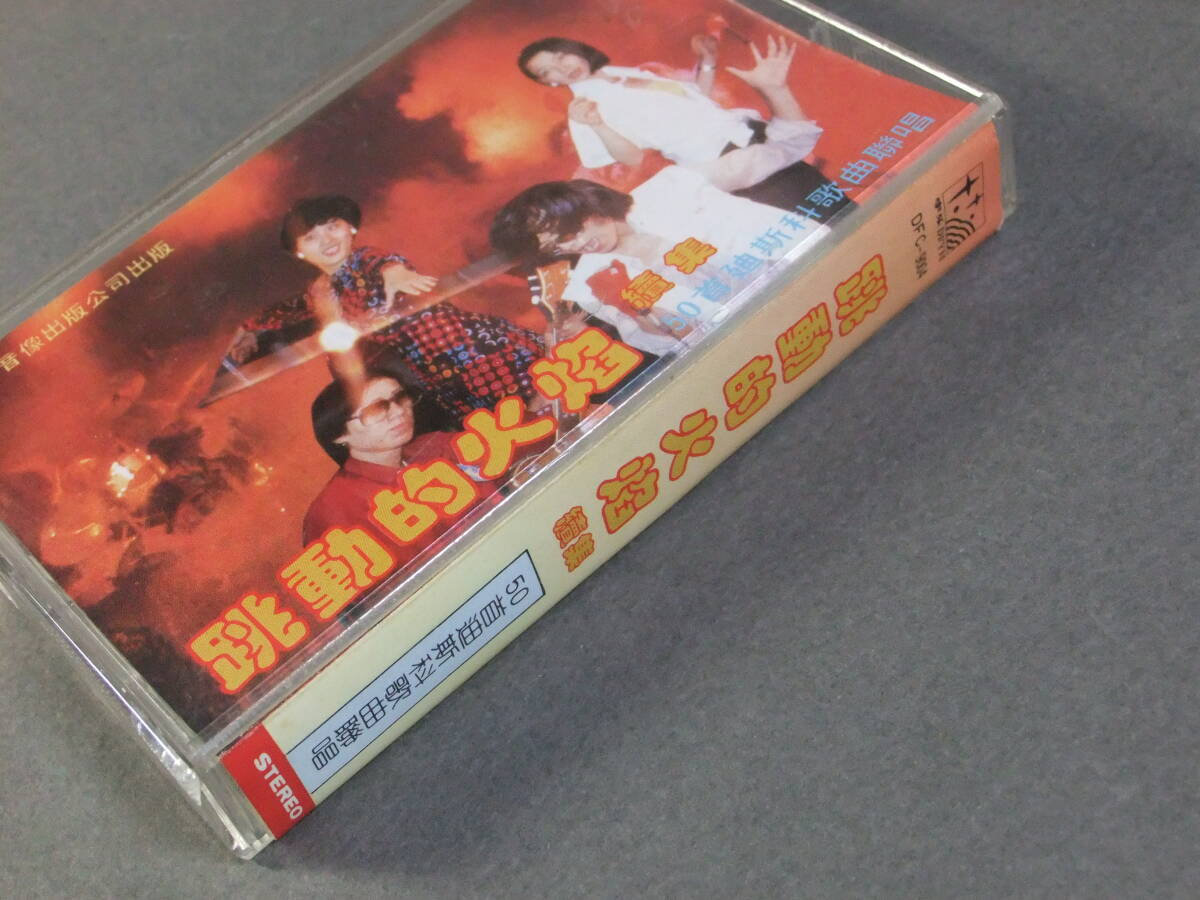 音像出版公司出版
續集
50首廸斯科歌曲聯唱
跳動的火焰
DFC-
跳動的火焰
續集
50首迪斯科歌曲聯唱
STEREO